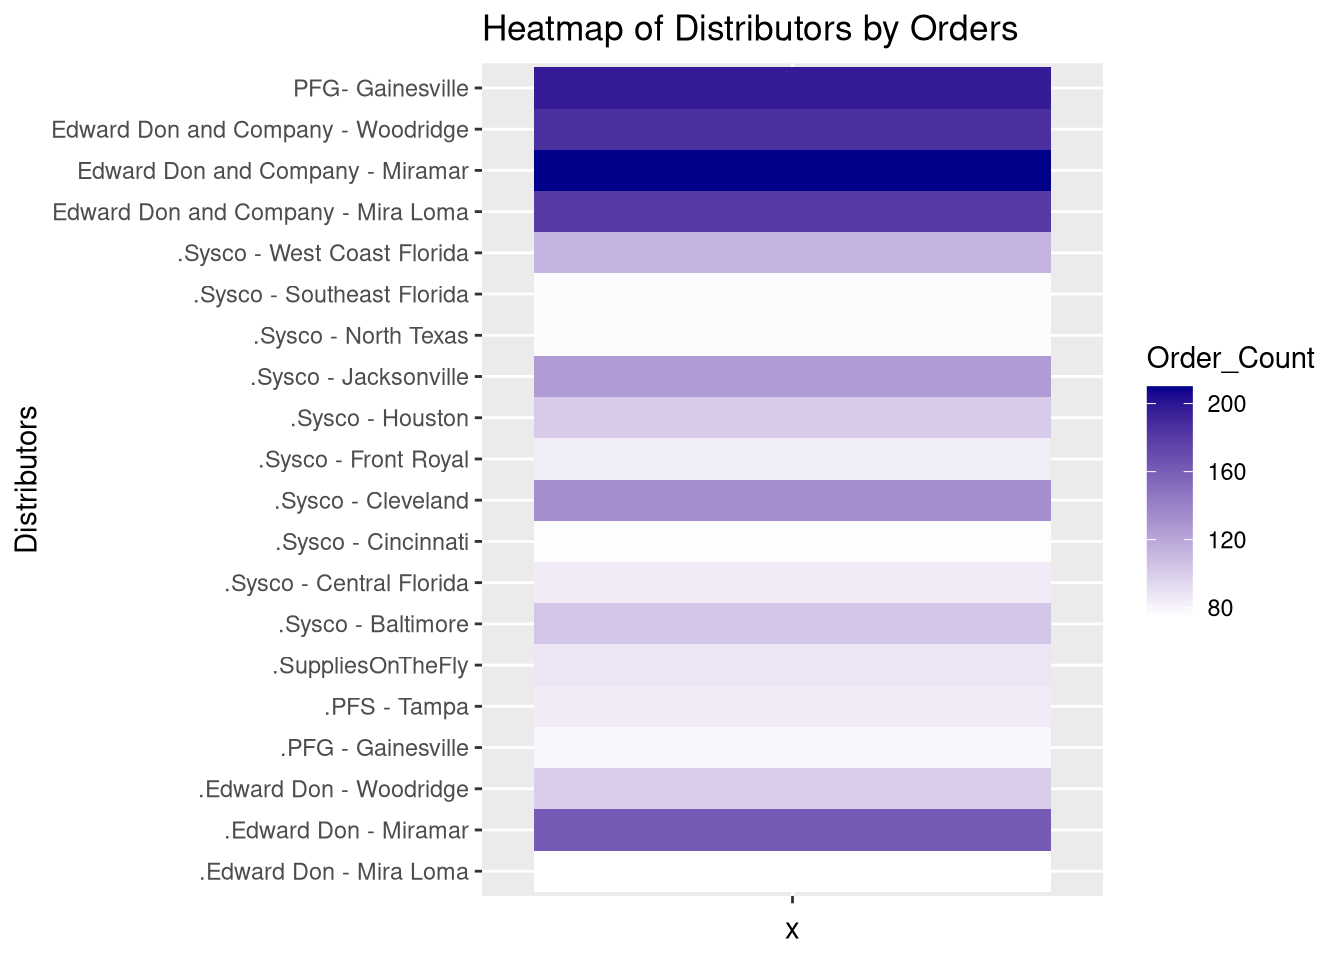 Heatmap of Distributors by Orders
PFG- Gainesville
Edward Don and Company - Woodridge
Edward Don and Company - Miramar
Edward Don and Company - Mira Loma
.Sysco - West Coast Florida
.Sysco - Southeast Florida
.Sysco - North Texas
.Sysco - Jacksonville
.Sysco - Houston
.Sysco - Front Royal
.Sysco - Cleveland
.Sysco - Cincinnati
.Sysco - Central Florida
.Sysco - Baltimore
.SuppliesOnTheFly
.PFS - Tampa
.PFG - Gainesville
.Edward Don - Woodridge
.Edward Don - Miramar
.Edward Don - Mira Loma
Distributors
x
Order_Count
200
160
120
80